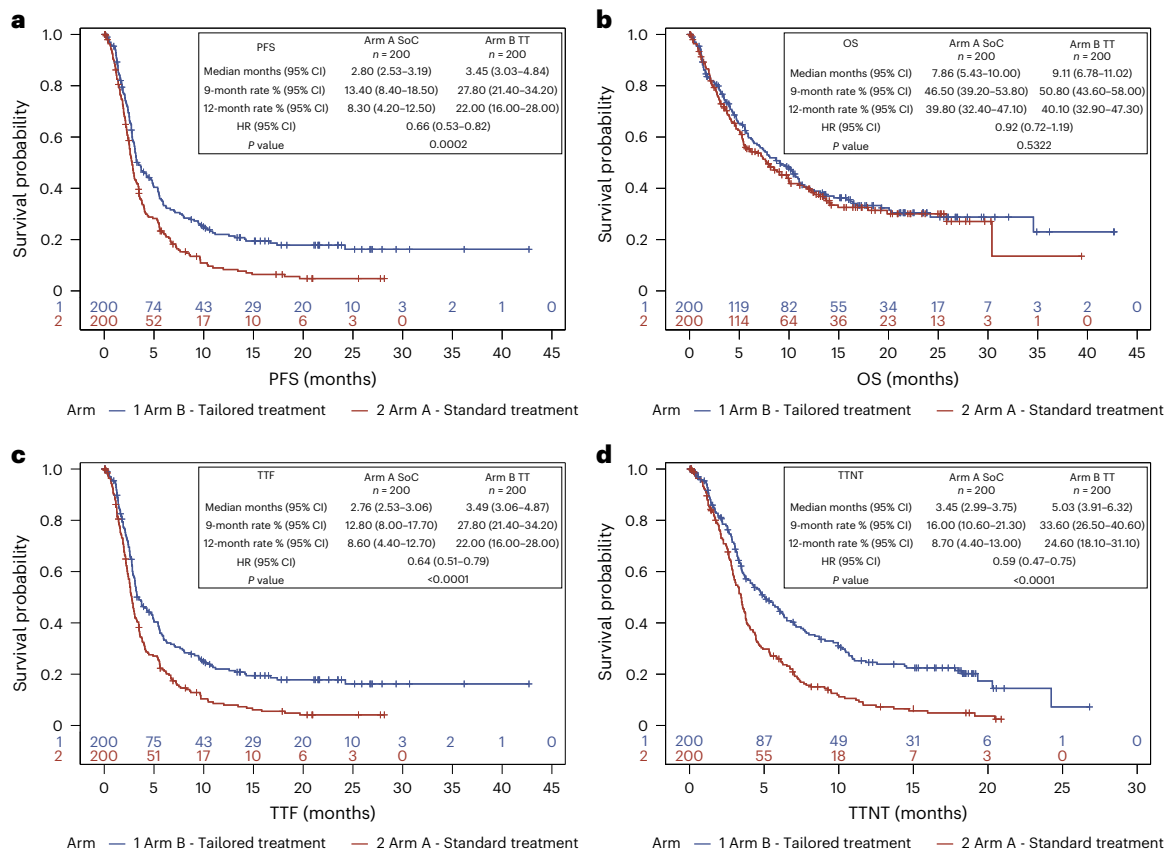 a
PFS Arm A SoC n = 200 Arm B TT n = 200
Median months (95% CI) 2.80 (2.53–3.19) 3.45 (3.03–4.84)
9-month rate % (95% CI) 13.40 (8.40–18.50) 27.80 (21.40–34.20)
12-month rate % (95% CI) 8.30 (4.20–12.50) 22.00 (16.00–28.00)
HR (95% CI) 0.66 (0.53–0.82)
P value 0.0002
Survival probability
1.0
0.8
0.6
0.4
0.2
0
1 200 74 43 29 20 10 3 2 1 0
2 200 52 17 10 6 3 0
0 5 10 15 20 25 30 35 40 45
PFS (months)
Arm 1 Arm B - Tailored treatment 2 Arm A - Standard treatment
b
OS Arm A SoC n = 200 Arm B TT n = 200
Median months (95% CI) 7.86 (5.43–10.00) 9.11 (6.78–11.02)
9-month rate % (95% CI) 46.50 (39.20–53.80) 50.80 (43.60–58.00)
12-month rate % (95% CI) 39.80 (32.40–47.10) 40.10 (32.90–47.30)
HR (95% CI) 0.92 (0.72–1.19)
P value 0.5322
Survival probability
1.0
0.8
0.6
0.4
0.2
0
1 200 119 82 55 34 17 7 3 2 0
2 200 114 64 36 23 13 3 1 0
0 5 10 15 20 25 30 35 40 45
OS (months)
Arm 1 Arm B - Tailored treatment 2 Arm A - Standard treatment
c
TTF Arm A SoC n = 200 Arm B TT n = 200
Median months (95% CI) 2.76 (2.53–3.06) 3.49 (3.06–4.87)
9-month rate % (95% CI) 12.80 (8.00–17.70) 27.80 (21.40–34.20)
12-month rate % (95% CI) 8.60 (4.40–12.70) 22.00 (16.00–28.00)
HR (95% CI) 0.64 (0.51–0.79)
P value <0.0001
Survival probability
1.0
0.8
0.6
0.4
0.2
0
1 200 75 43 29 20 10 3 2 1 0
2 200 51 17 10 6 3 0
0 5 10 15 20 25 30 35 40 45
TTF (months)
Arm 1 Arm B - Tailored treatment 2 Arm A - Standard treatment
d
TTNT Arm A SoC n = 200 Arm B TT n = 200
Median months (95% CI) 3.45 (2.99–3.75) 5.03 (3.91–6.32)
9-month rate % (95% CI) 16.00 (10.60–21.30) 33.60 (26.50–40.60)
12-month rate % (95% CI) 8.70 (4.40–13.00) 24.60 (18.10–31.10)
HR (95% CI) 0.59 (0.47–0.75)
P value <0.0001
Survival probability
1.0
0.8
0.6
0.4
0.2
0
1 200 87 49 31 6 1 0
2 200 55 18 7 3 0
0 5 10 15 20 25 30
TTNT (months)
Arm 1 Arm B - Tailored treatment 2 Arm A - Standard treatment